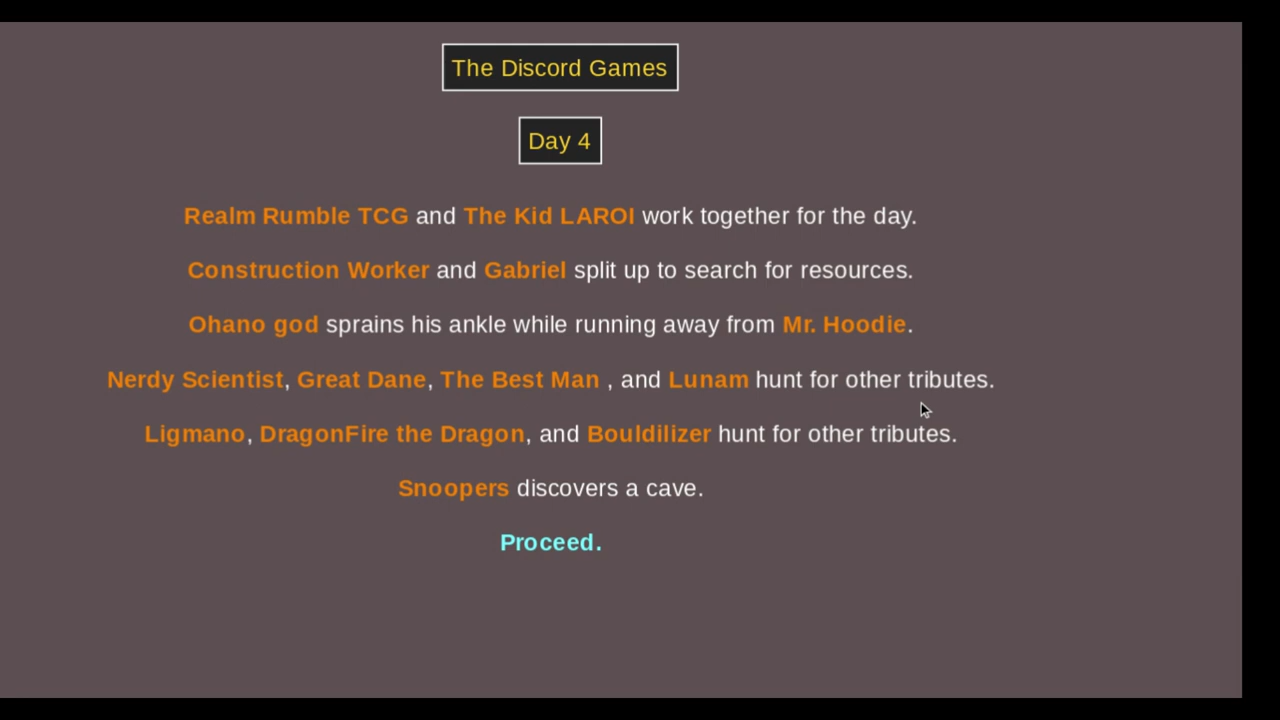 The Discord Games
Day 4
Realm Rumble TCG and The Kid LAROI work together for the day.
Construction Worker and Gabriel split up to search for resources.
Ohano god sprains his ankle while running away from Mr. Hoodie.
Nerdy Scientist, Great Dane, The Best Man , and Lunam hunt for other tributes.
Ligmano, DragonFire the Dragon, and Bouldilizer hunt for other tributes.
Snoopers discovers a cave.
Proceed.